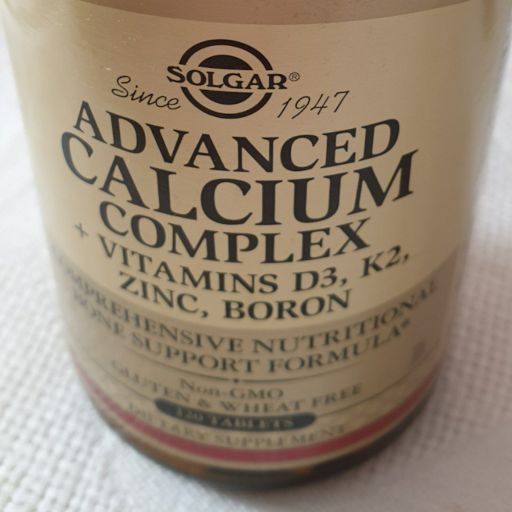 SOLGAR®
Since 1947
ADVANCED
CALCIUM
COMPLEX
+ VITAMINS D3, K2,
ZINC, BORON
COMPREHENSIVE NUTRITIONAL
BONE SUPPORT FORMULA*
Non-GMO
GLUTEN & WHEAT FREE
120 TABLETS
DIETARY SUPPLEMENT